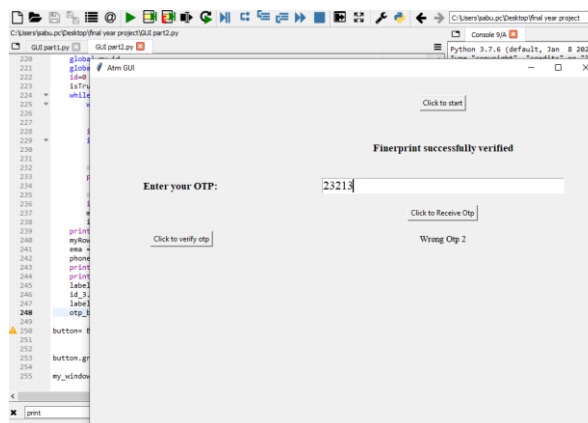 C:\Users\sabu.pc\Desktop\final year project
C:\Users\sabu.pc\Desktop\final year project\GUI part2.py
Console 9/A
GUI part1.py
GUI part2.py
Python 3.7.6 (default, Jan 8 202
220
221
222 id=0
223 isTru
224 while
225
226
227
228
229
230
231
232
233
234
235
236
237
238
239 print
240 myRow
241 ema =
242 phone
243 print
244 print
245 label
246 id_3.
247 label
248 otp_b
249
250 button= B
251
252
253 button.gr
254
255 my_window
print
Atm GUI
Click to start
Finerprint successfully verified
Enter your OTP:
23213
Click to Receive Otp
Click to verify otp
Wrong Otp 2